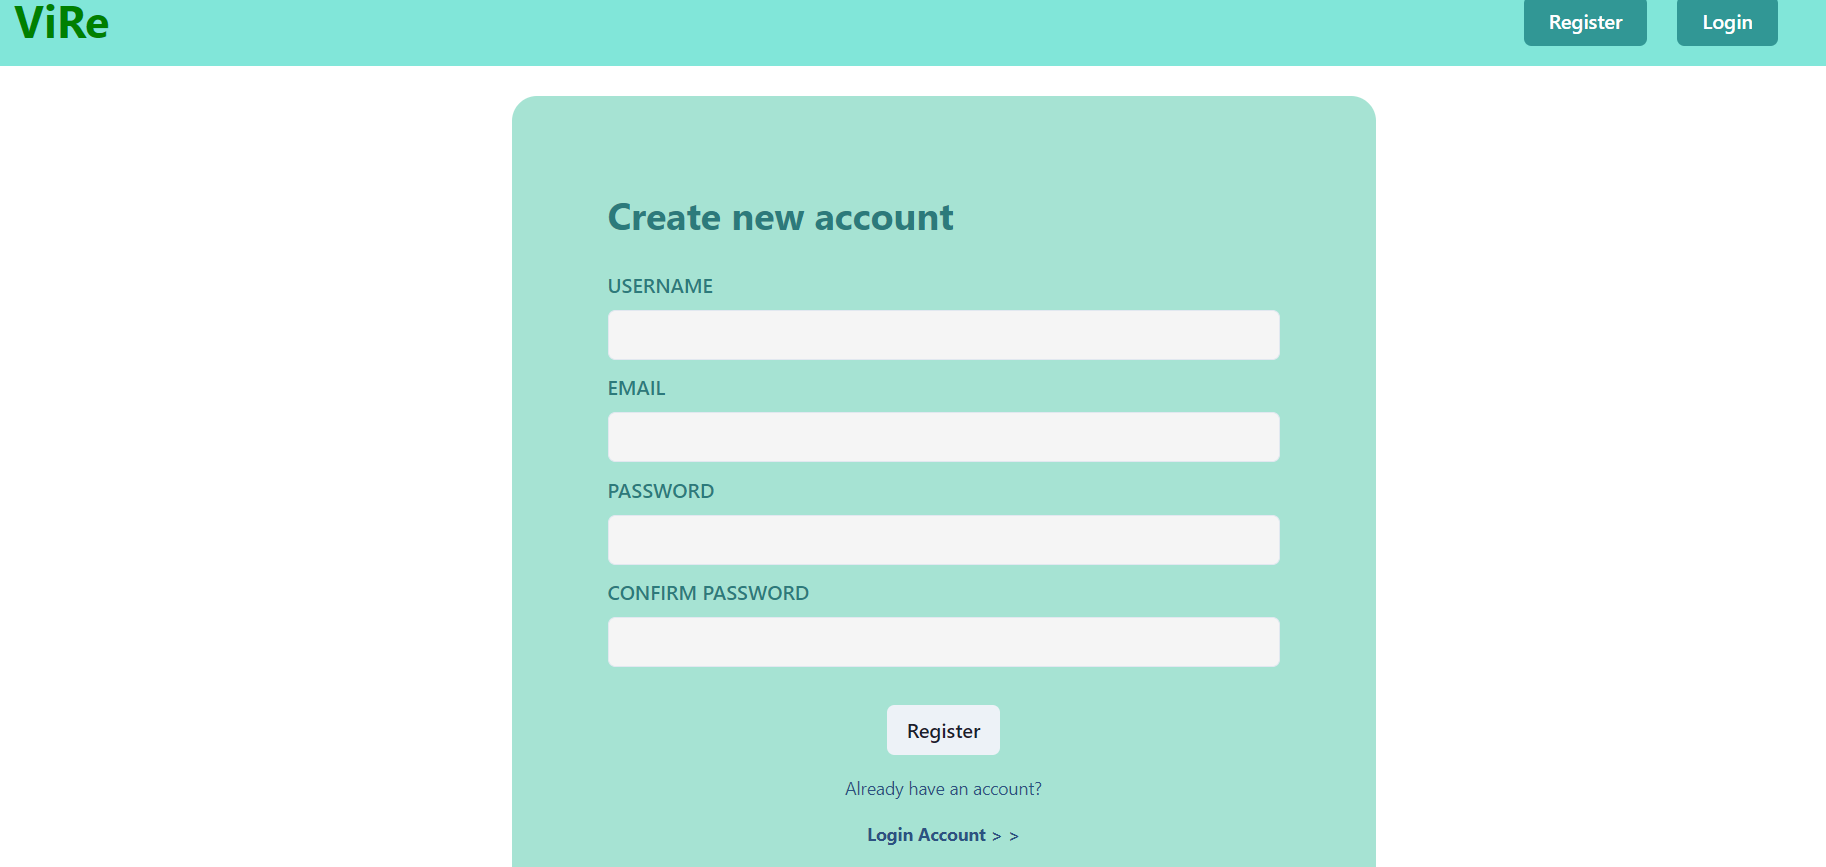 ViRe
Register
Login
Create new account
USERNAME
EMAIL
PASSWORD
CONFIRM PASSWORD
Register
Already have an account?
Login Account > >